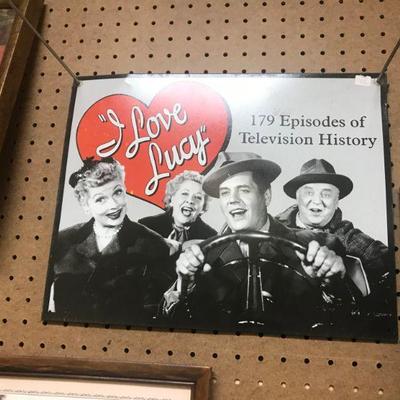 "I Love
Lucy"
179 Episodes of
Television History